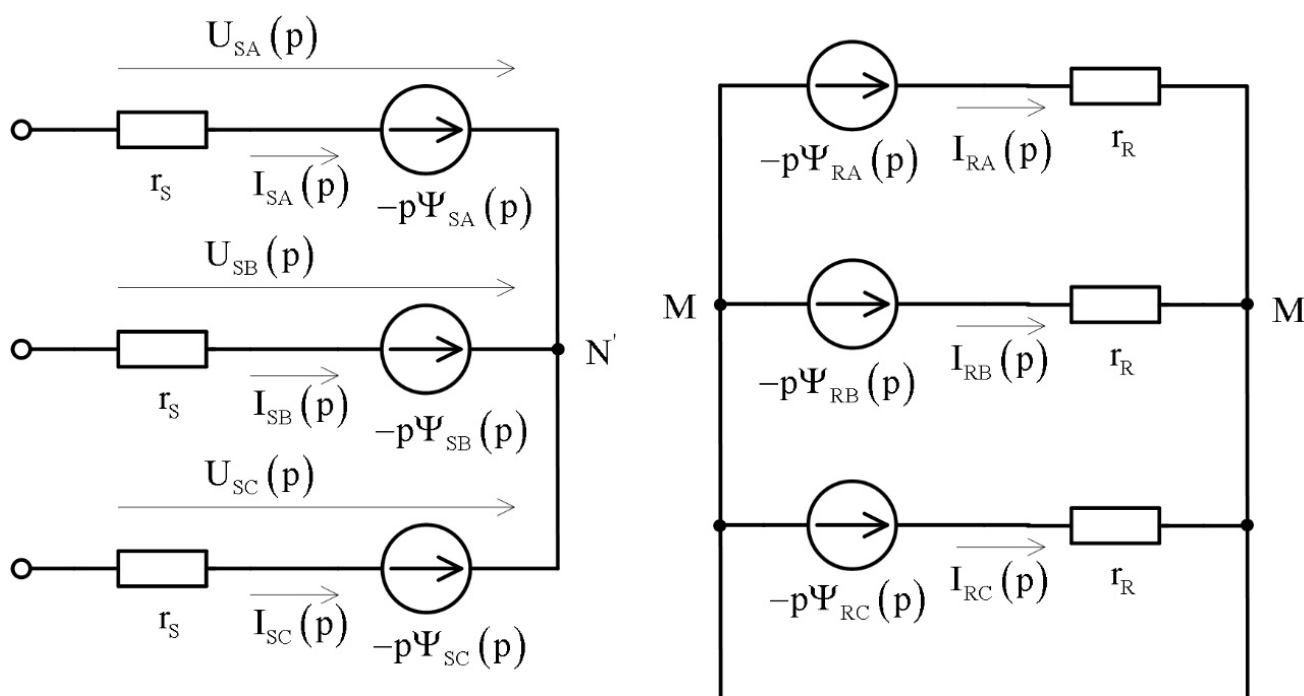 U_SA(p)
r_S
I_SA(p)
-pΨ_SA(p)
U_SB(p)
r_S
I_SB(p)
-pΨ_SB(p)
N'
U_SC(p)
r_S
I_SC(p)
-pΨ_SC(p)
-pΨ_RA(p)
I_RA(p)
r_R
M
-pΨ_RB(p)
I_RB(p)
r_R
M
-pΨ_RC(p)
I_RC(p)
r_R